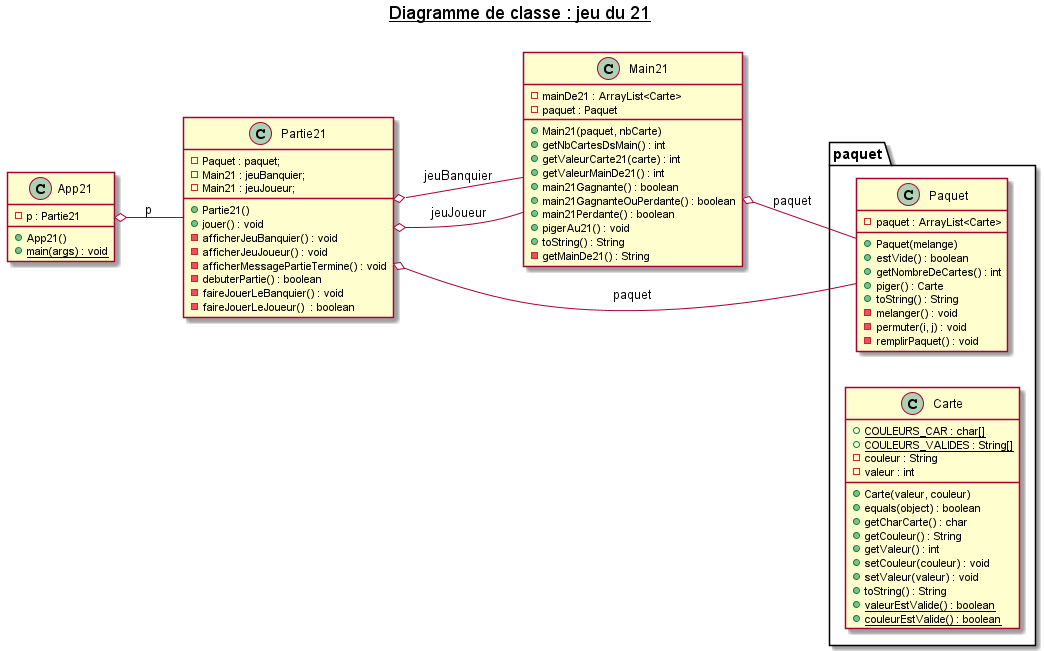 Diagramme de classe : jeu du 21
C App21
p : Partie21
App21()
main(args) : void
p
C Partie21
Paquet : paquet;
Main21 : jeuBanquier;
Main21 : jeuJoueur;
Partie21()
jouer() : void
afficherJeuBanquier() : void
afficherJeuJoueur() : void
afficherMessagePartieTermine() : void
debuterPartie() : boolean
faireJouerLeBanquier() : void
faireJouerLeJoueur() : boolean
jeuBanquier
jeuJoueur
paquet
C Main21
mainDe21 : ArrayList<Carte>
paquet : Paquet
Main21(paquet, nbCarte)
getNbCartesDsMain() : int
getValeurCarte21(carte) : int
getValeurMainDe21() : int
main21Gagnante() : boolean
main21GagnanteOuPerdante() : boolean
main21Perdante() : boolean
pigerAu21() : void
toString() : String
getMainDe21() : String
paquet
paquet
C Paquet
paquet : ArrayList<Carte>
Paquet(melange)
estVide() : boolean
getNombreDeCartes() : int
piger() : Carte
toString() : String
melanger() : void
permuter(i, j) : void
remplirPaquet() : void
C Carte
COULEURS_CAR : char[]
COULEURS_VALIDES : String[]
couleur : String
valeur : int
Carte(valeur, couleur)
equals(object) : boolean
getCharCarte() : char
getCouleur() : String
getValeur() : int
setCouleur(couleur) : void
setValeur(valeur) : void
toString() : String
valeurEstValide() : boolean
couleurEstValide() : boolean